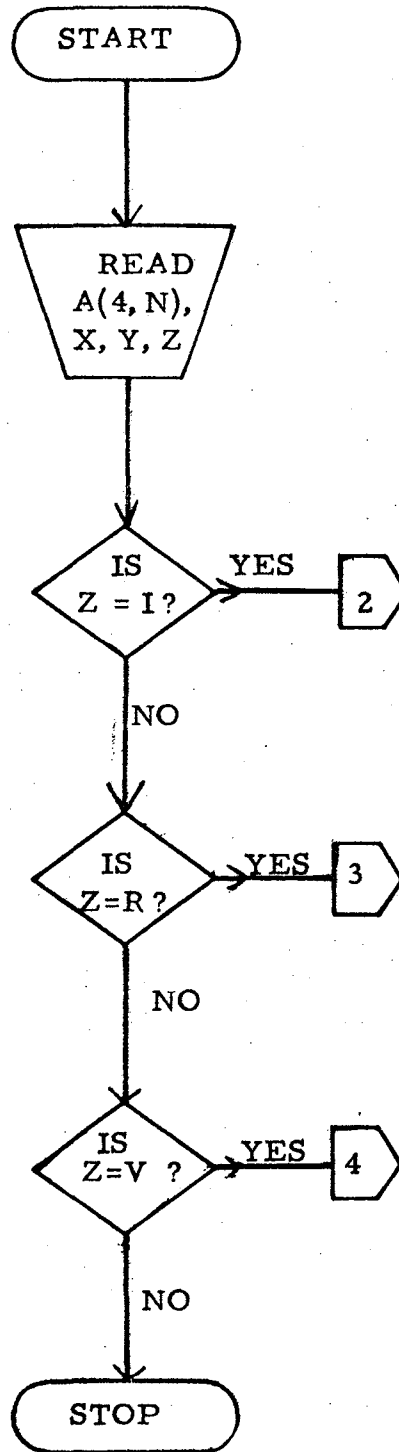 START
READ
A(4, N),
X, Y, Z
IS
Z = I?
YES
2
NO
IS
Z=R?
YES
3
NO
IS
Z=V ?
YES
4
NO
STOP